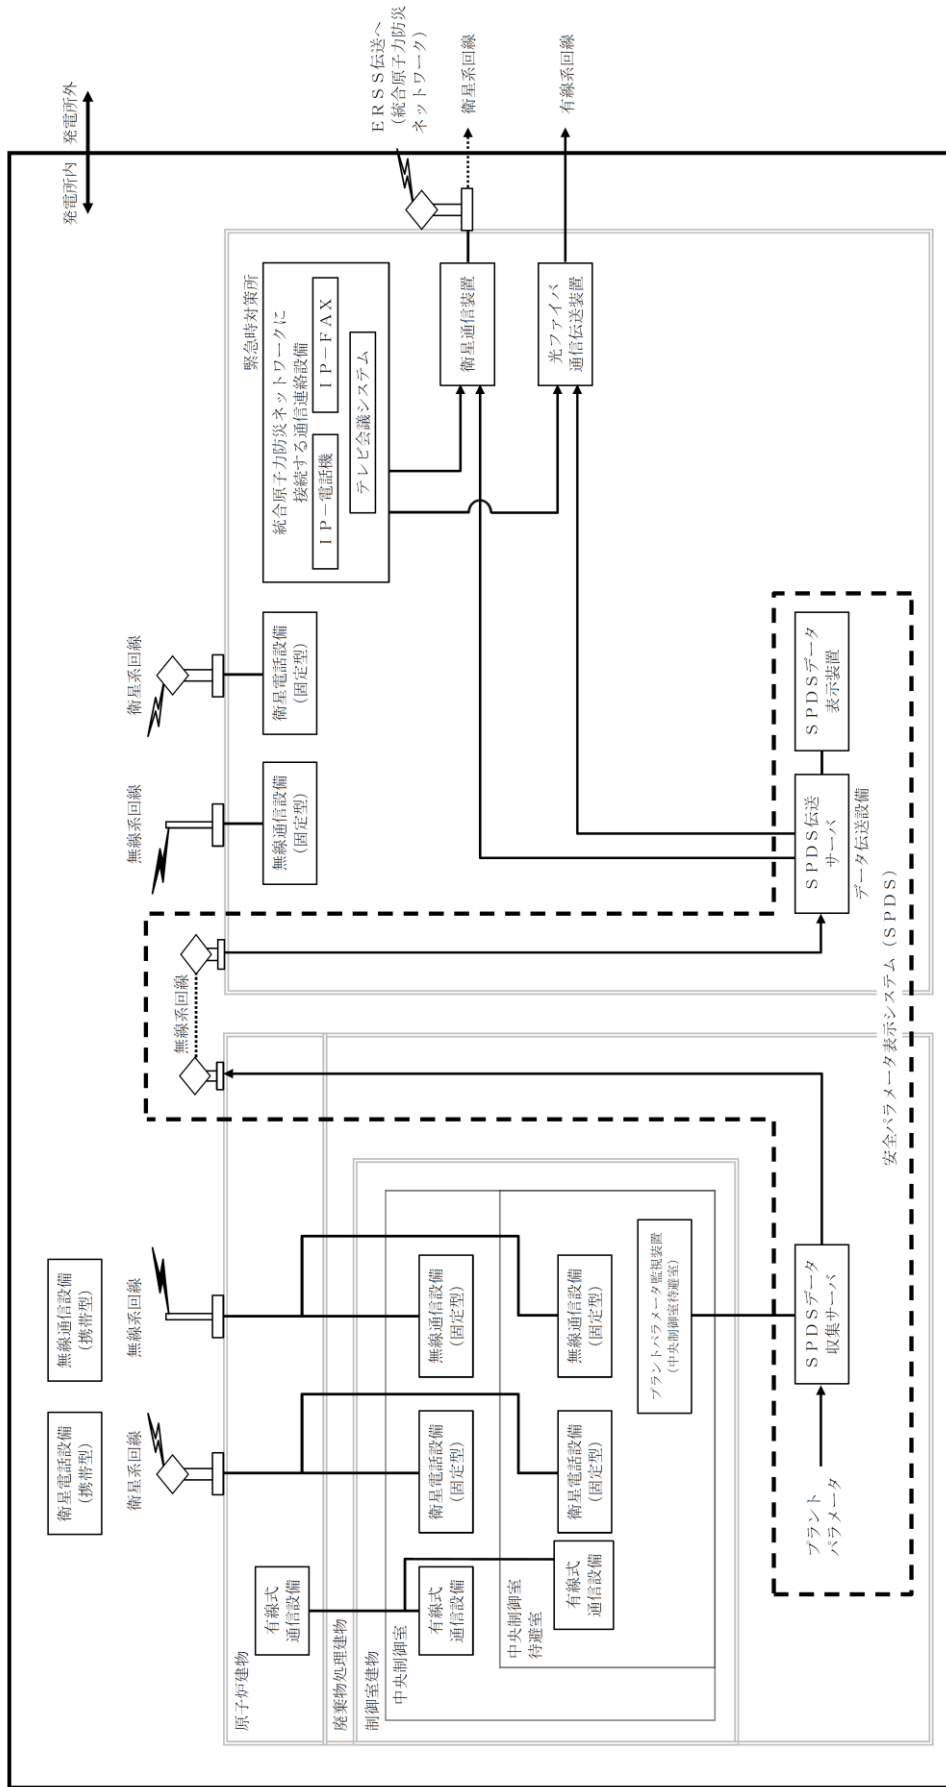 発電所内
発電所外
無線通信設備
(携帯型)
衛星電話設備
(携帯型)
衛星系回線
無線系回線
無線系回線
無線系回線
衛星系回線
ERSS伝送へ
(統合原子力防災
ネットワーク)
衛星系回線
有線系回線
原子炉建物
有線式
通信設備
廃棄物処理建物
制御室建物
中央制御室
有線式
通信設備
衛星電話設備
(固定型)
無線通信設備
(固定型)
中央制御室
待避室
有線式
通信設備
衛星電話設備
(固定型)
無線通信設備
(固定型)
プラントパラメータ監視装置
(中央制御室待避室)
プラント
パラメータ
SPDSデータ
収集サーバ
無線通信設備
(固定型)
衛星電話設備
(固定型)
緊急時対策所
統合原子力防災ネットワークに
接続する通信連絡設備
IP-電話機
IP-FAX
テレビ会議システム
衛星通信装置
光ファイバ
通信伝送装置
SPDS伝送
サーバ
データ伝送設備
SPDSデータ
表示装置
安全パラメータ表示システム(SPDS)